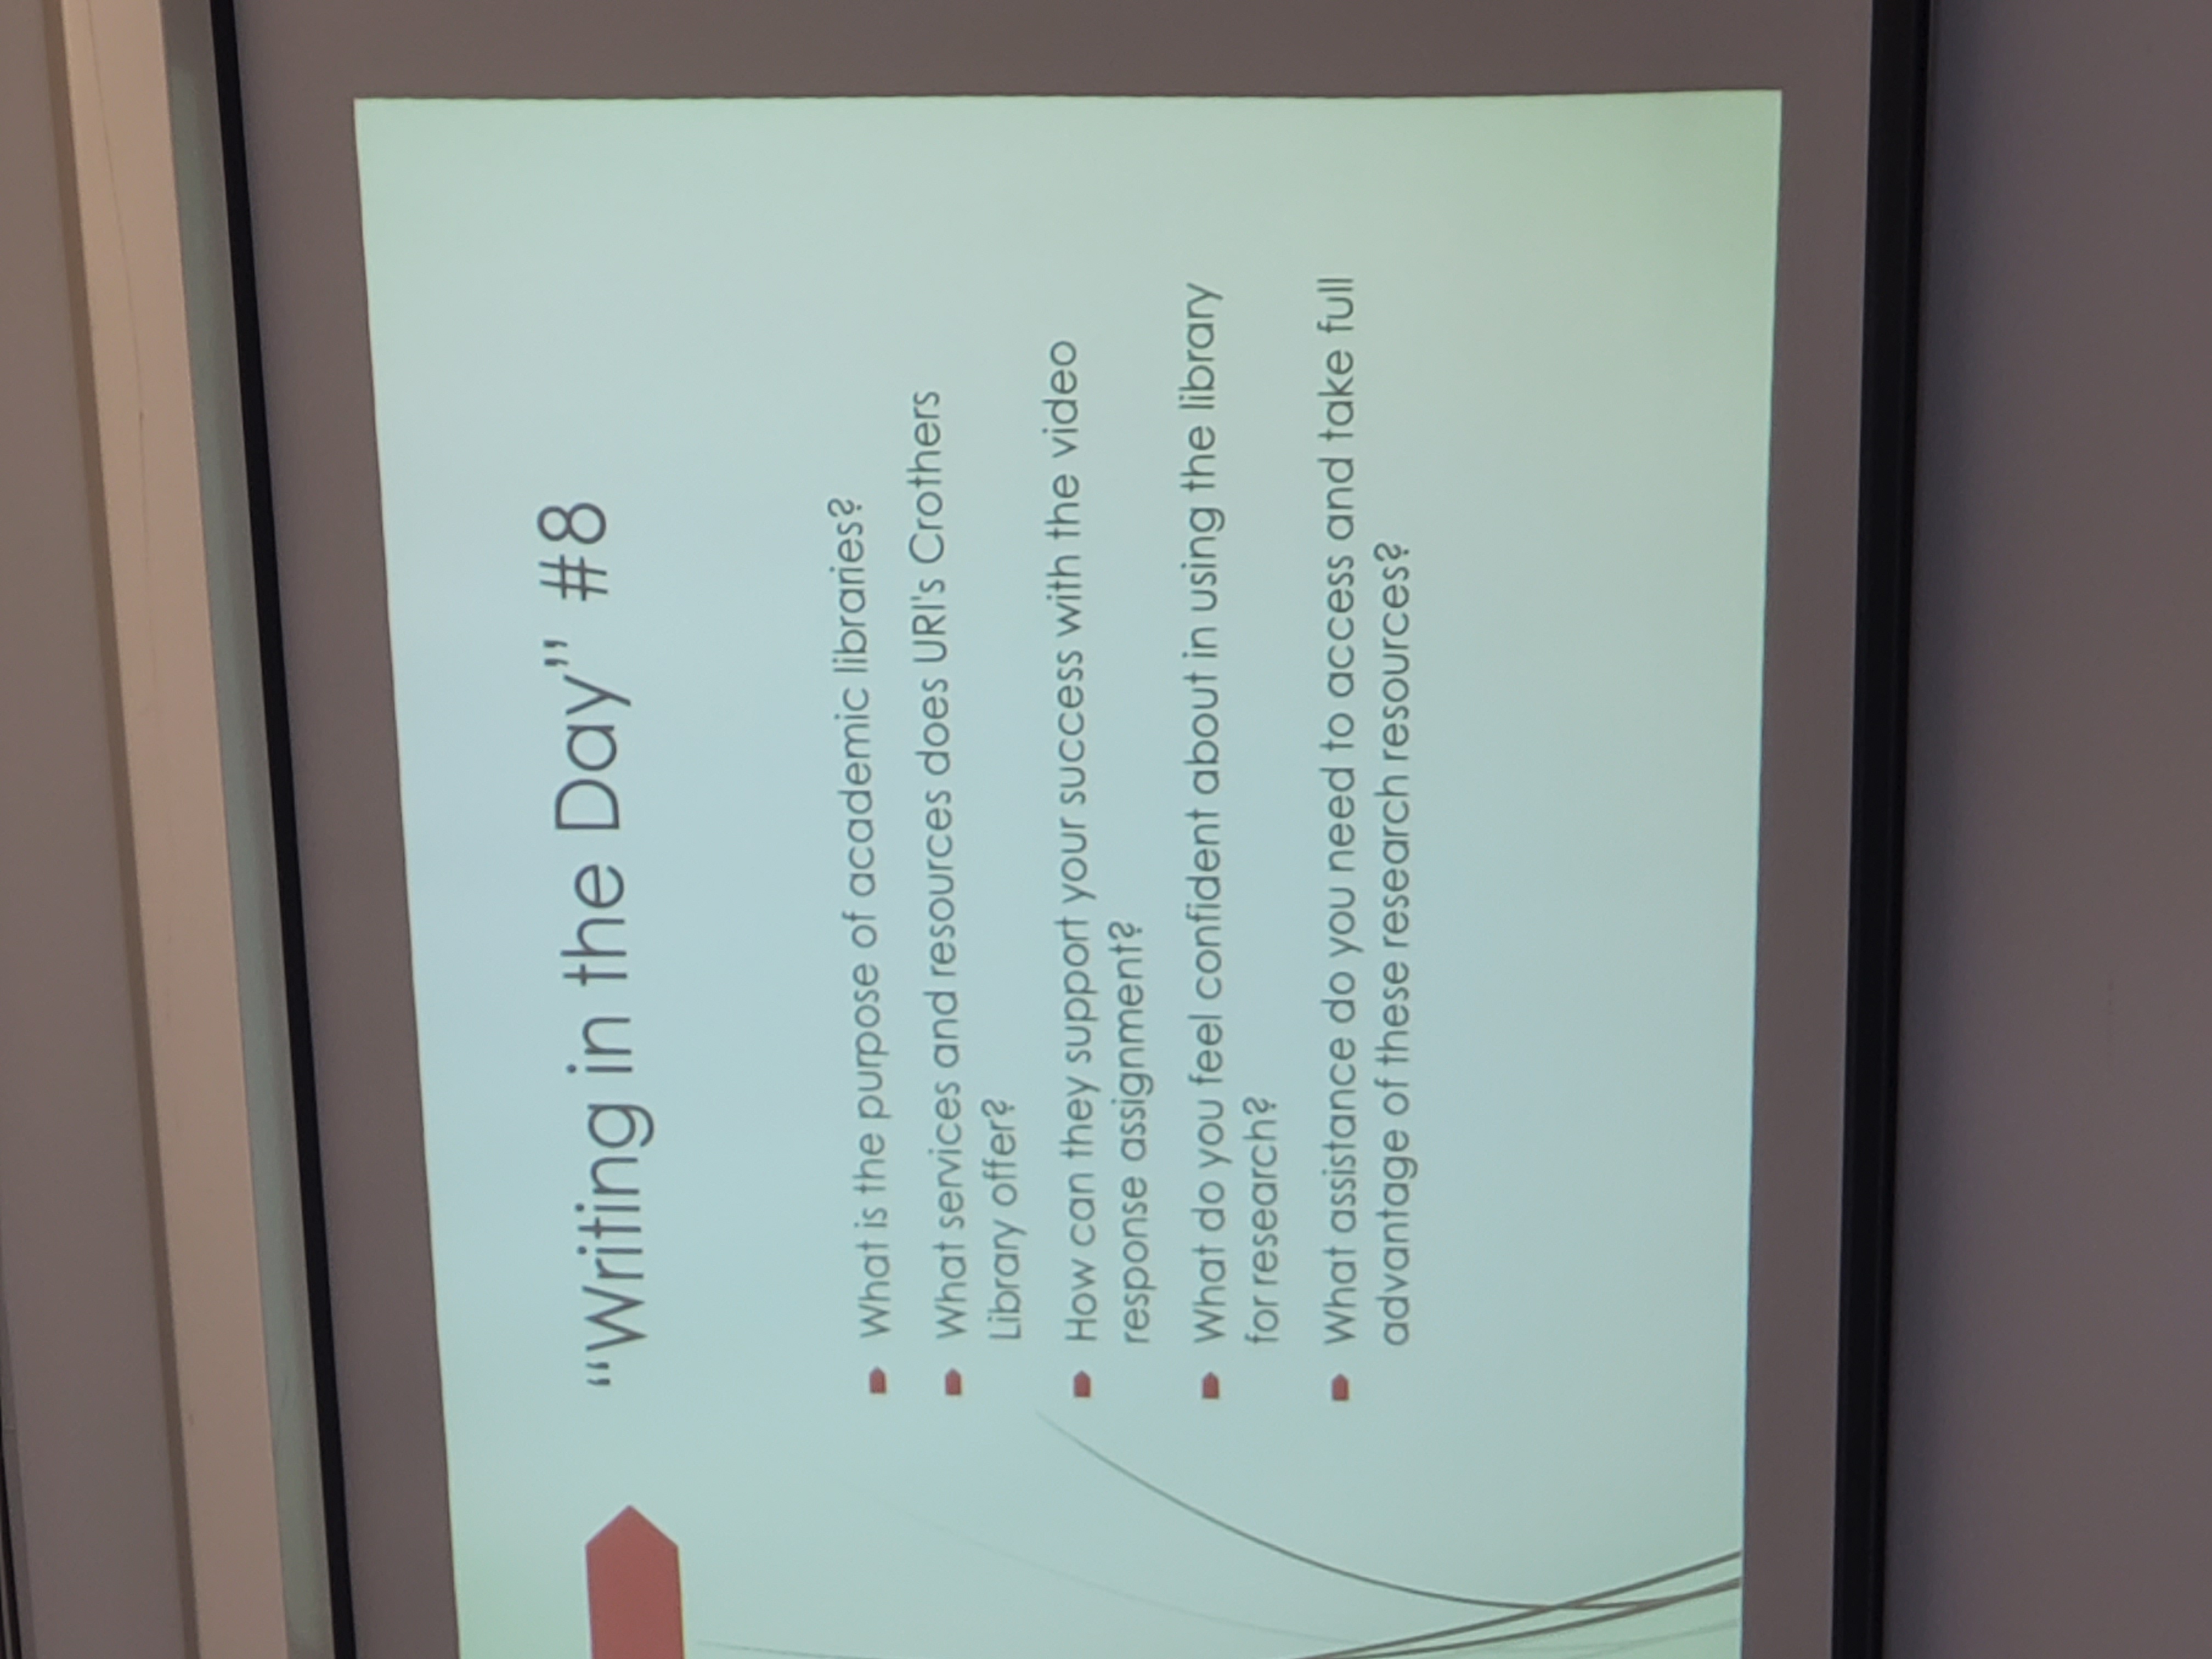 “Writing in the Day” #8
What is the purpose of academic libraries?
What services and resources does URI's Crothers
Library offer?
How can they support your success with the video
response assignment?
What do you feel confident about in using the library
for research?
What assistance do you need to access and take full
advantage of these research resources?